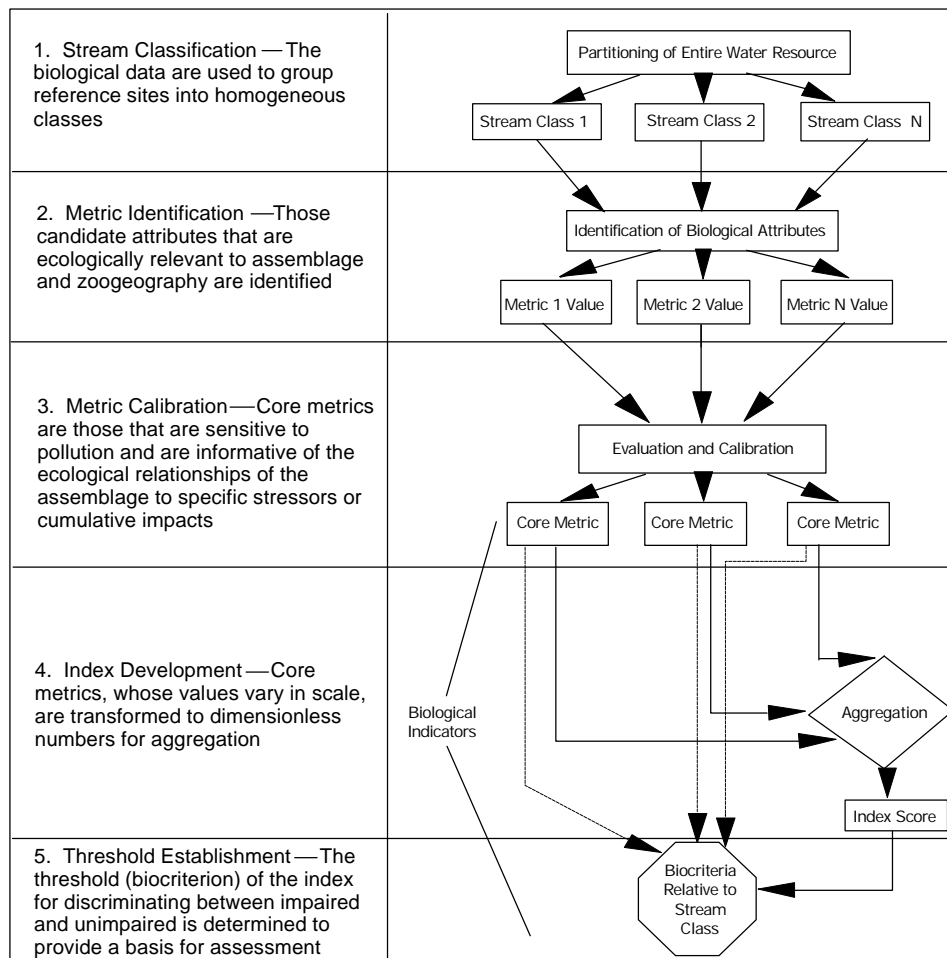 1. Stream Classification — The
biological data are used to group
reference sites into homogeneous
classes
Partitioning of Entire Water Resource
Stream Class 1
Stream Class 2
Stream Class N
2. Metric Identification — Those
candidate attributes that are
ecologically relevant to assemblage
and zoogeography are identified
Identification of Biological Attributes
Metric 1 Value
Metric 2 Value
Metric N Value
3. Metric Calibration — Core metrics
are those that are sensitive to
pollution and are informative of the
ecological relationships of the
assemblage to specific stressors or
cumulative impacts
Evaluation and Calibration
Core Metric
Core Metric
Core Metric
4. Index Development — Core
metrics, whose values vary in scale,
are transformed to dimensionless
numbers for aggregation
Biological
Indicators
Aggregation
Index Score
5. Threshold Establishment — The
threshold (biocriterion) of the index
for discriminating between impaired
and unimpaired is determined to
provide a basis for assessment
Biocriteria
Relative to
Stream
Class